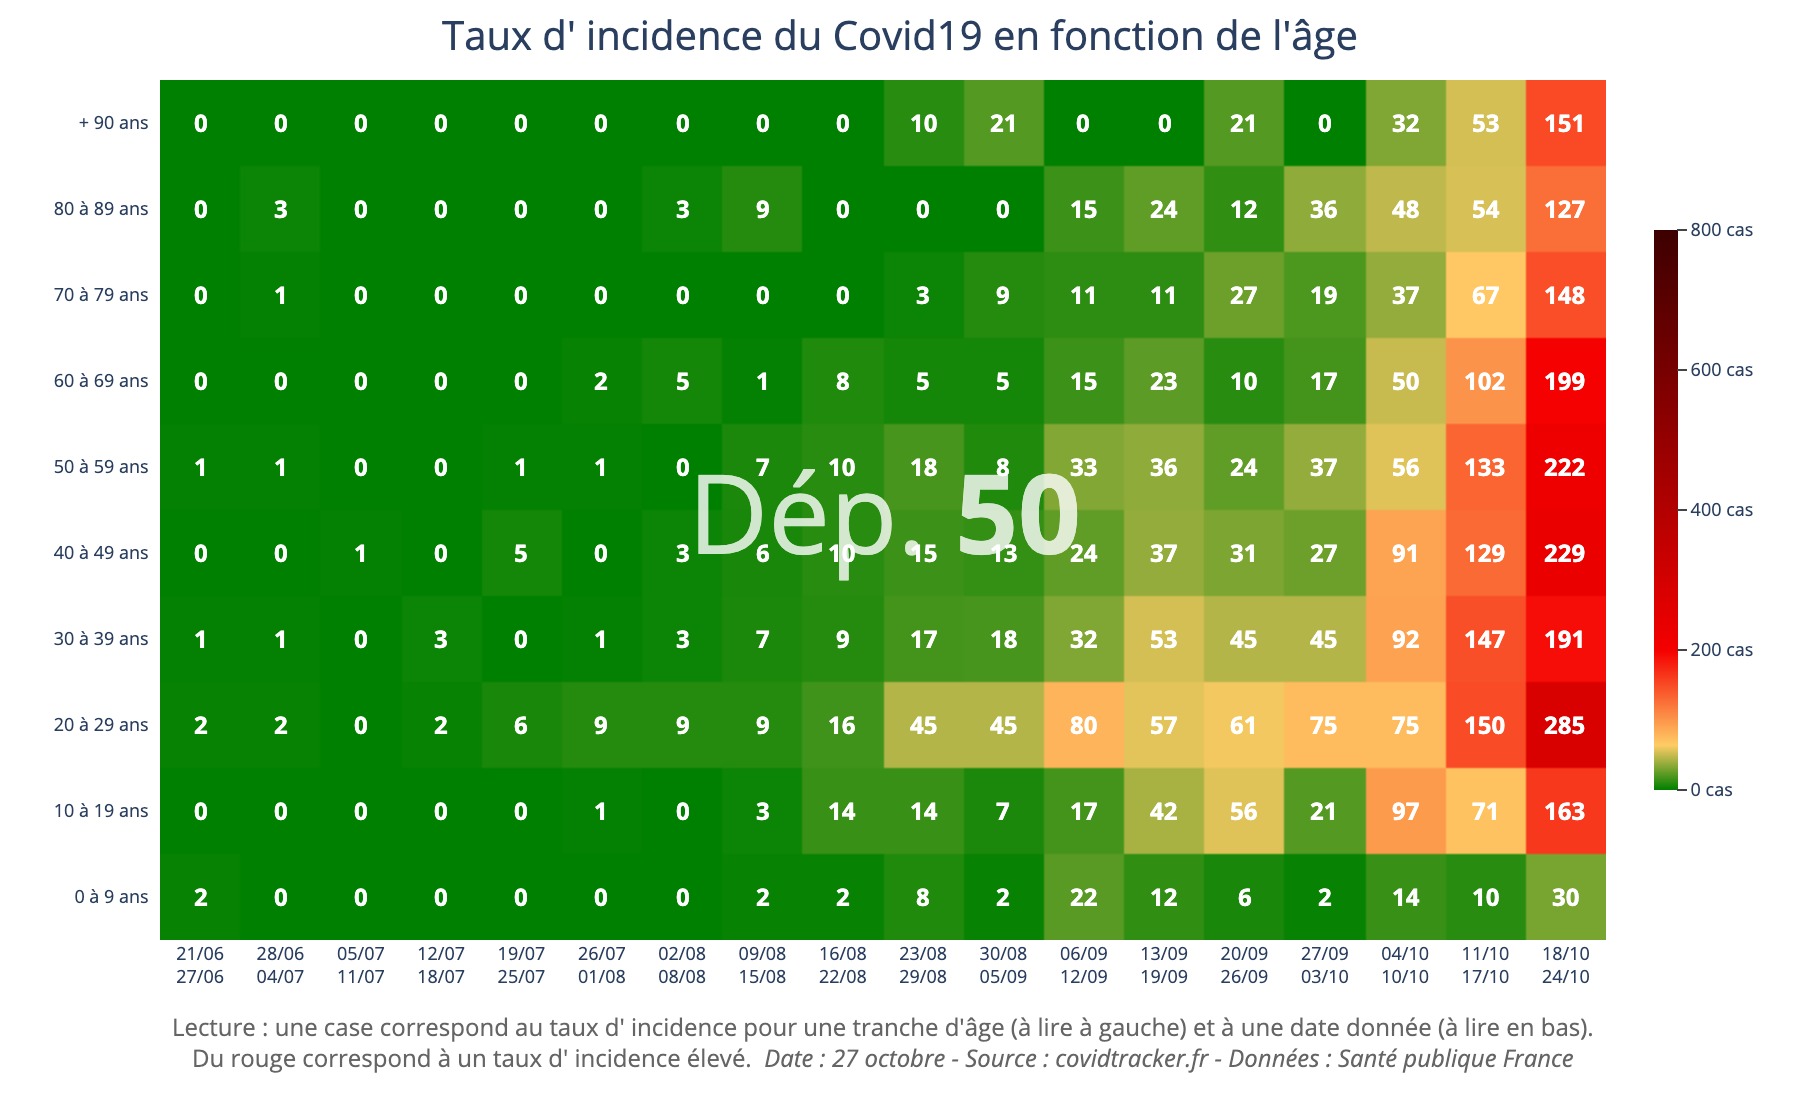 Taux d' incidence du Covid19 en fonction de l'âge
+ 90 ans 0 0 0 0 0 0 0 0 0 10 21 0 0 21 0 32 53 151
80 à 89 ans 0 3 0 0 0 0 3 9 0 0 0 15 24 12 36 48 54 127
70 à 79 ans 0 1 0 0 0 0 0 0 0 3 9 11 11 27 19 37 67 148
60 à 69 ans 0 0 0 0 0 2 5 1 8 5 5 15 23 10 17 50 102 199
50 à 59 ans 1 1 0 0 1 1 0 7 10 18 8 33 36 24 37 56 133 222
Dép. 50
40 à 49 ans 0 0 1 0 5 0 3 6 10 15 13 24 37 31 27 91 129 229
30 à 39 ans 1 1 0 3 0 1 3 7 9 17 18 32 53 45 45 92 147 191
20 à 29 ans 2 2 0 2 6 9 9 9 16 45 45 80 57 61 75 75 150 285
10 à 19 ans 0 0 0 0 0 1 0 3 14 14 7 17 42 56 21 97 71 163
0 à 9 ans 2 0 0 0 0 0 0 2 2 8 2 22 12 6 2 14 10 30
21/06 28/06 05/07 12/07 19/07 26/07 02/08 09/08 16/08 23/08 30/08 06/09 13/09 20/09 27/09 04/10 11/10 18/10
27/06 04/07 11/07 18/07 25/07 01/08 08/08 15/08 22/08 29/08 05/09 12/09 19/09 26/09 03/10 10/10 17/10 24/10
800 cas
600 cas
400 cas
200 cas
0 cas
Lecture : une case correspond au taux d' incidence pour une tranche d'âge (à lire à gauche) et à une date donnée (à lire en bas).
Du rouge correspond à un taux d' incidence élevé. Date : 27 octobre - Source : covidtracker.fr - Données : Santé publique France